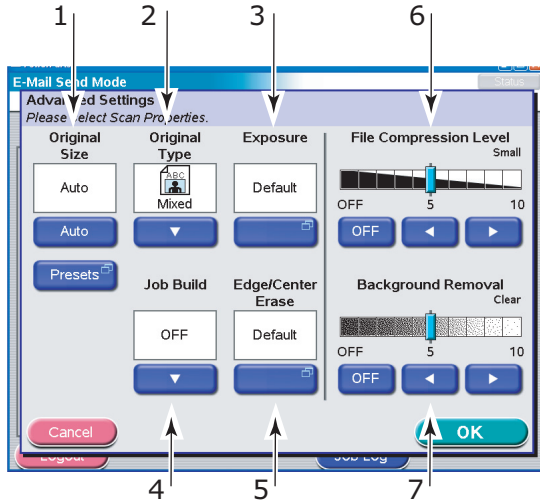 1 2 3 6
E-Mail Send Mode
Status
Advanced Settings
Please Select Scan Properties.
Original Size
Original Type
Exposure
File Compression Level
Small
Auto
ABC
Mixed
Default
OFF 5 10
Auto
OFF
Presets
Job Build
Edge/Center Erase
Background Removal
Clear
OFF
Default
OFF 5 10
OFF
Cancel
OK
Logout
Job Log
4 5 7